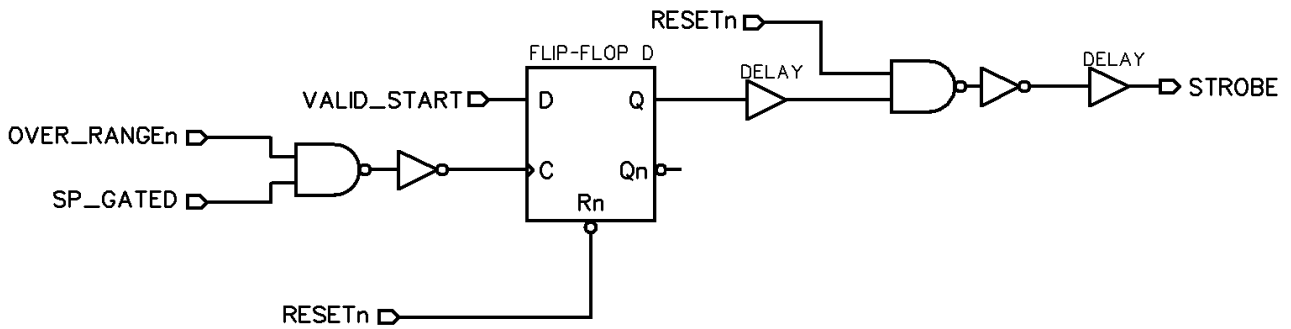 RESETn
FLIP-FLOP D
DELAY
DELAY
VALID_START
D
Q
STROBE
OVER_RANGEn
SP_GATED
C
Qn
Rn
RESETn